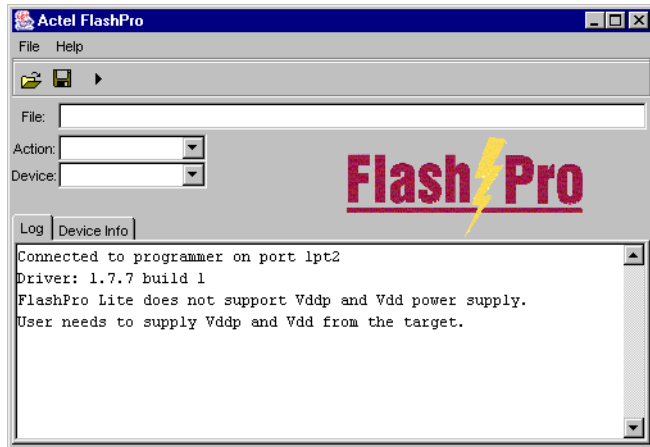 Actel FlashPro
File Help
File:
Action:
Device:
Flash Pro
Log Device Info
Connected to programmer on port lpt2
Driver: 1.7.7 build 1
FlashPro Lite does not support Vddp and Vdd power supply.
User needs to supply Vddp and Vdd from the target.